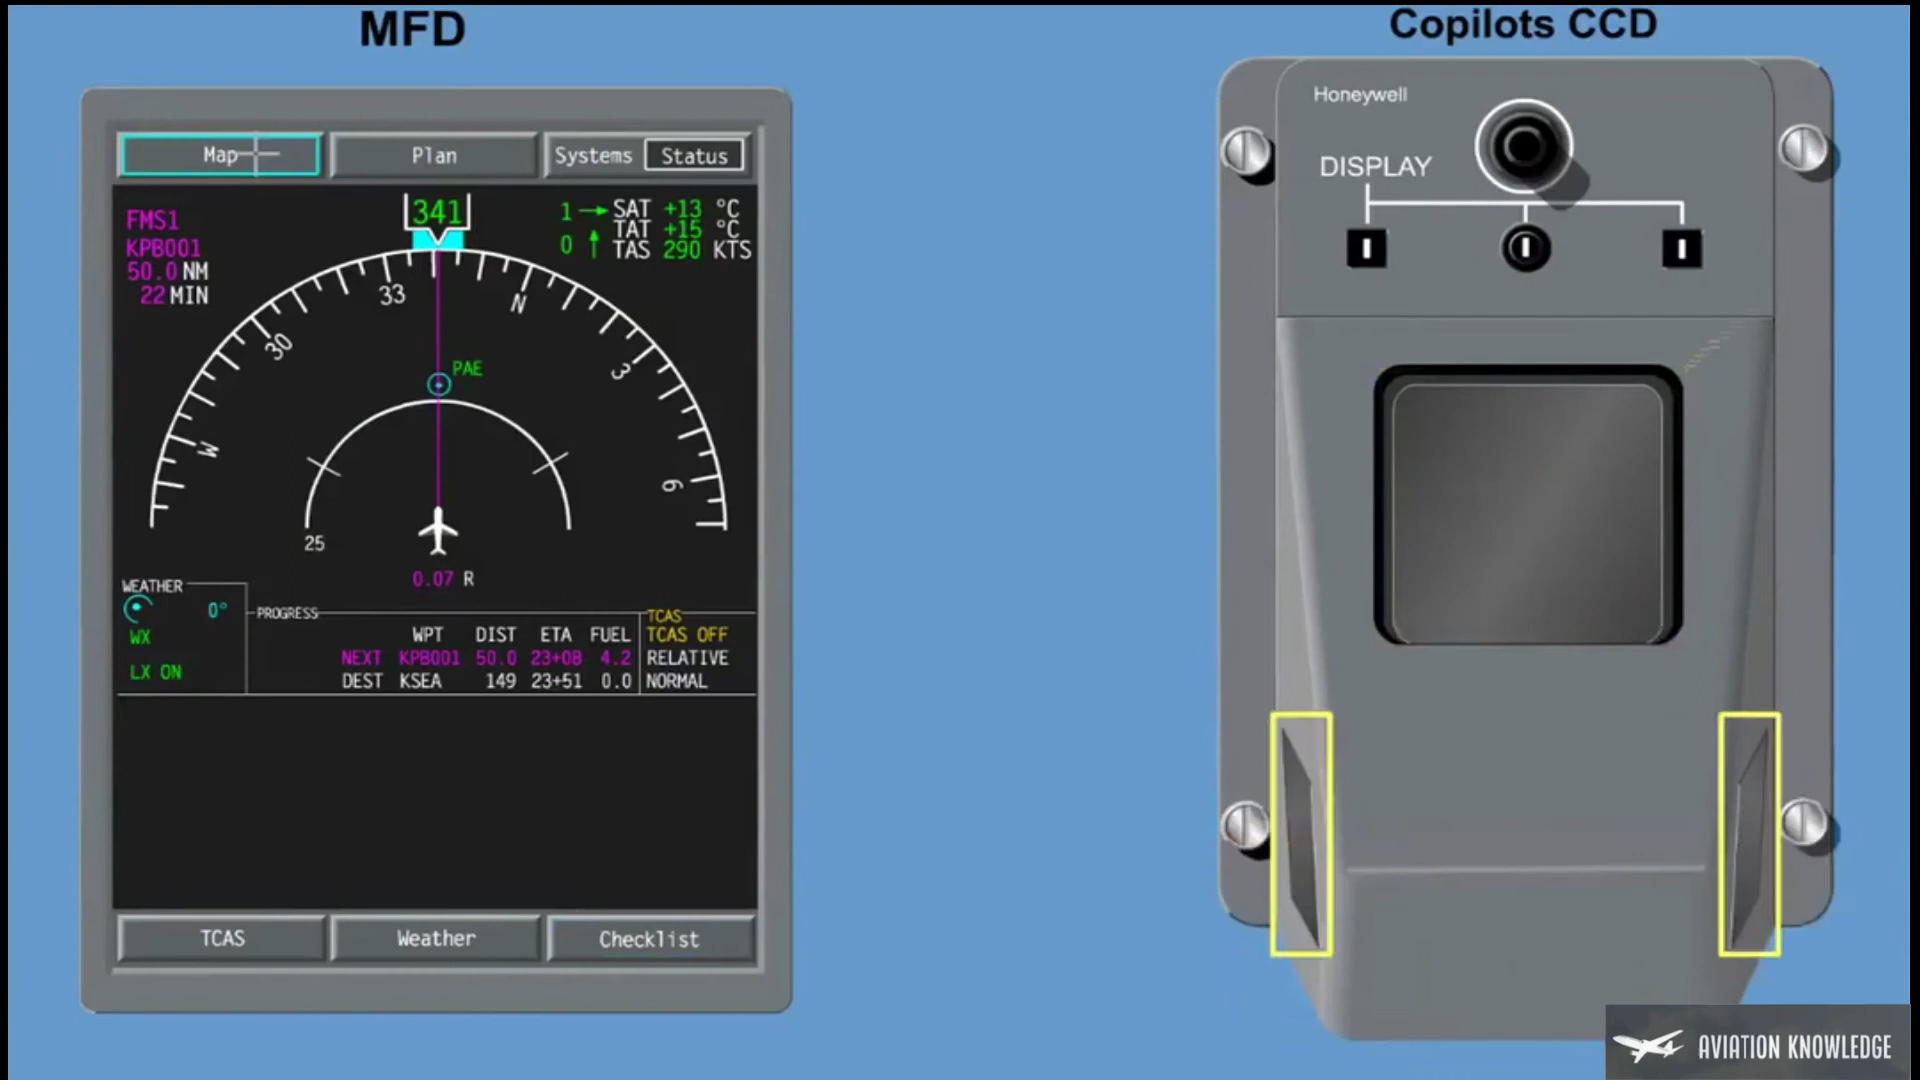 MFD
Copilots CCD
Map
Plan
Systems
Status
FMS1
KPB001
50.0 NM
22 MIN
341
1 → SAT +13 °C
TAT +15 °C
0 ↑ TAS 290 KTS
33
N
30
3
W
6
PAE
25
0.07 R
WEATHER
0°
WX
LX ON
PROGRESS
WPT DIST ETA FUEL
NEXT KPB001 50.0 23+08 4.2
DEST KSEA 149 23+51 0.0
TCAS
TCAS OFF
RELATIVE
NORMAL
TCAS
Weather
Checklist
Honeywell
DISPLAY
AVIATION KNOWLEDGE